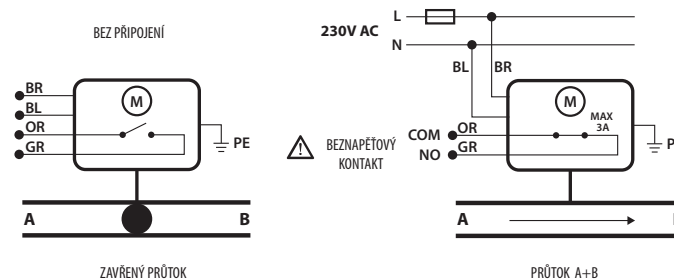 BEZ PŘIPOJENÍ
BR
BL
OR
GR
M
PE
A
B
ZAVŘENÝ PRŮTOK
230V AC
L
N
BL
BR
M
MAX
3A
COM
OR
NO
GR
BEZNAPĚŤOVÝ
KONTAKT
P
A
PRŮTOK A+B